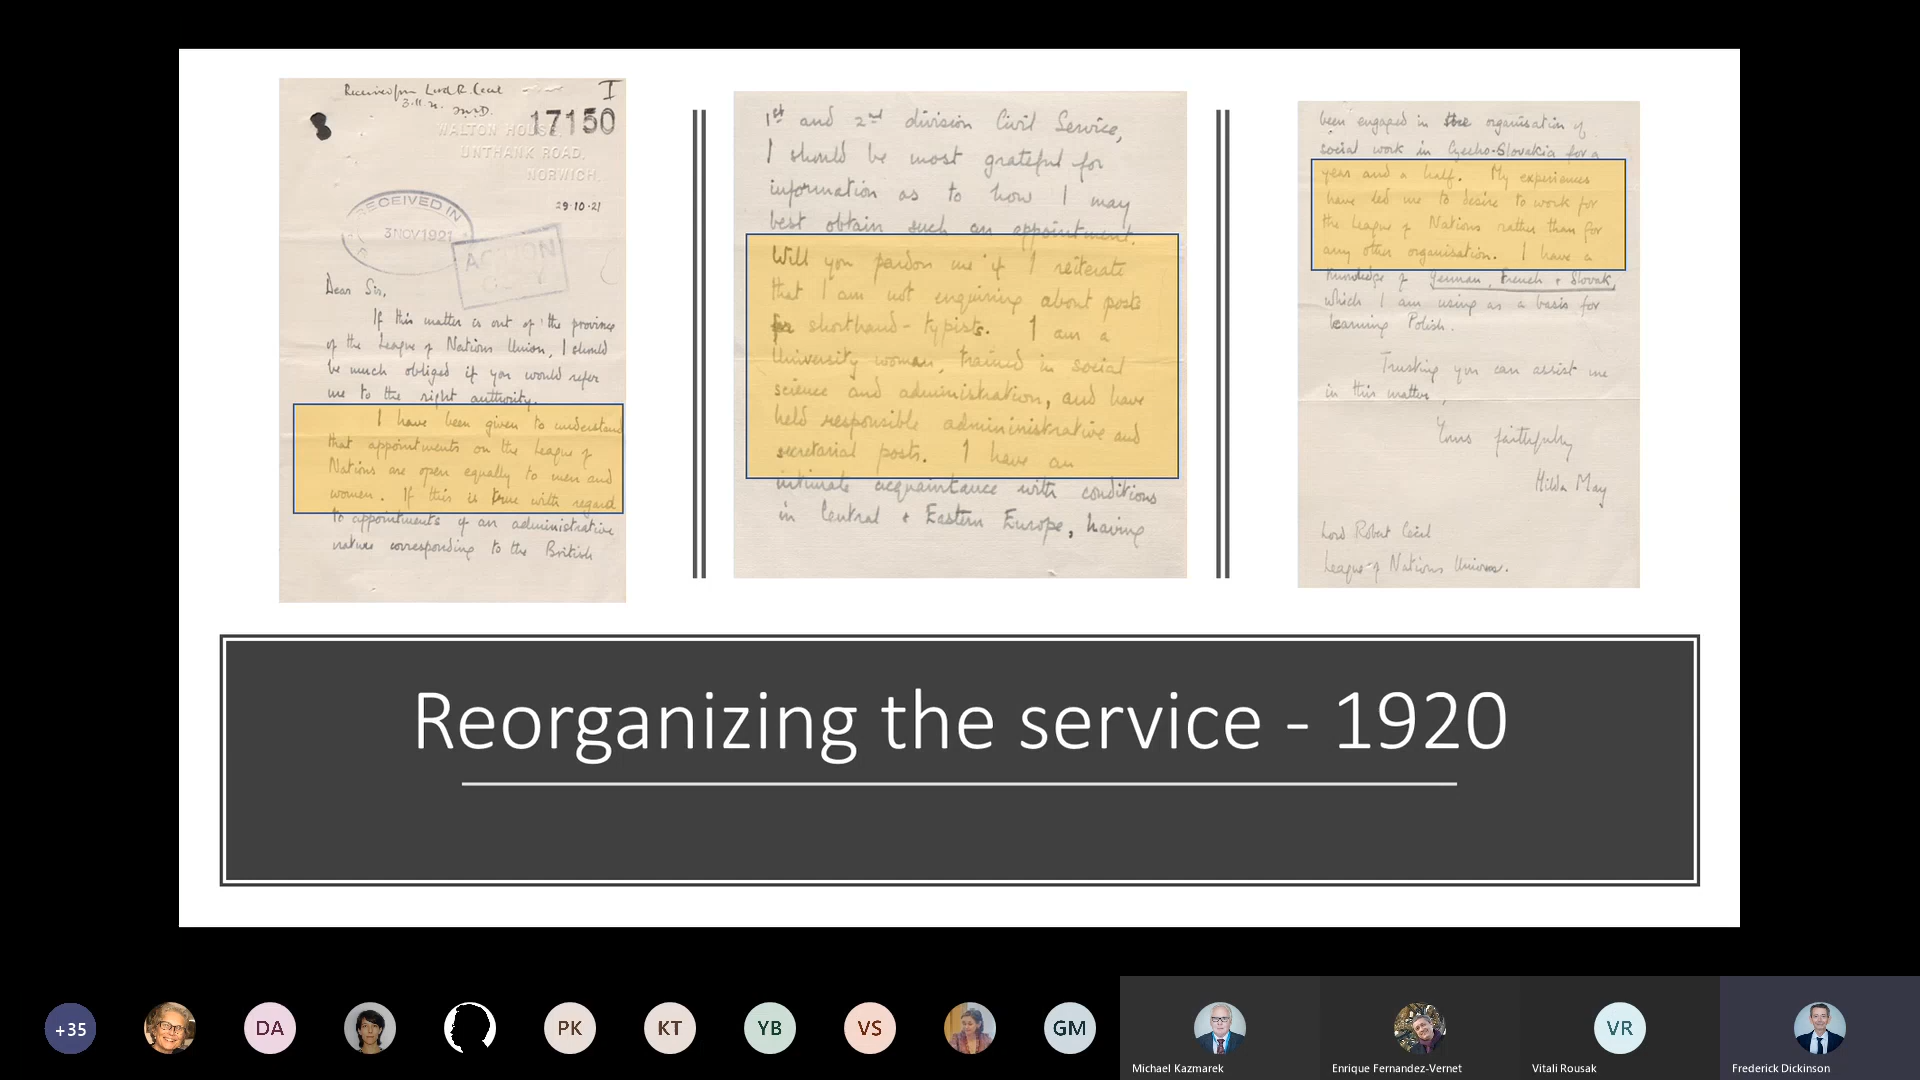 Received from Lord R. Cecil
3.11.21.
I
17150
WALTON HOUSE,
UNTHANK ROAD,
NORWICH.
29.10.21
RECEIVED IN
3 NOV 1921
ACTION
COPY
Dear Sir,
If this matter is out of the province
of the League of Nations Union, I should
be much obliged if you would refer
me to the right authority.
I have been given to understand
that appointments on the League of
Nations are open equally to men and
women. If this is true with regard
to appointments of an administrative
nature corresponding to the British
1st and 2nd division Civil Service,
I should be most grateful for
information as to how I may
best obtain such an appointment.
Will you pardon me if I reiterate
that I am not enquiring about posts
for shorthand-typists. I am a
University woman, trained in social
science and administration, and have
held responsible admininistrative and
secretarial posts. I have an
intimate acquaintance with conditions
in Central & Eastern Europe, having
been engaged in the organisation of
social work in Czecho-Slovakia for a
year and a half. My experiences
have led me to desire to work for
the League of Nations rather than for
any other organisation. I have a
knowledge of German, French & Slovak,
which I am using as a basis for
learning Polish.
Trusting you can assist me
in this matter,
Yours faithfully
Hilda May
Lord Robert Cecil
League of Nations Union.
Reorganizing the service - 1920
+35
DA
PK
KT
YB
VS
GM
VR
Michael Kazmarek
Enrique Fernandez-Vernet
Vitali Rousak
Frederick Dickinson